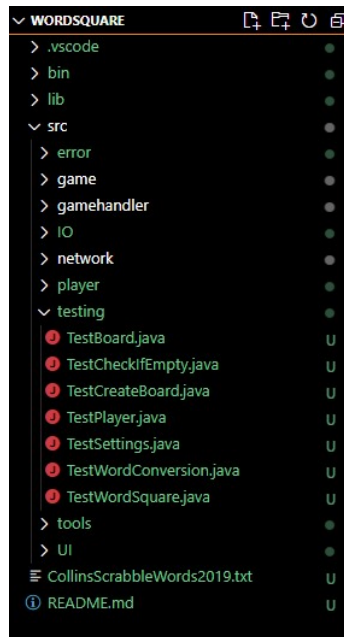 WORDSQUARE
.vscode
bin
lib
src
error
game
gamehandler
IO
network
player
testing
TestBoard.java U
TestCheckIfEmpty.java U
TestCreateBoard.java U
TestPlayer.java U
TestSettings.java U
TestWordConversion.java U
TestWordSquare.java U
tools
UI
CollinsScrabbleWords2019.txt U
README.md U